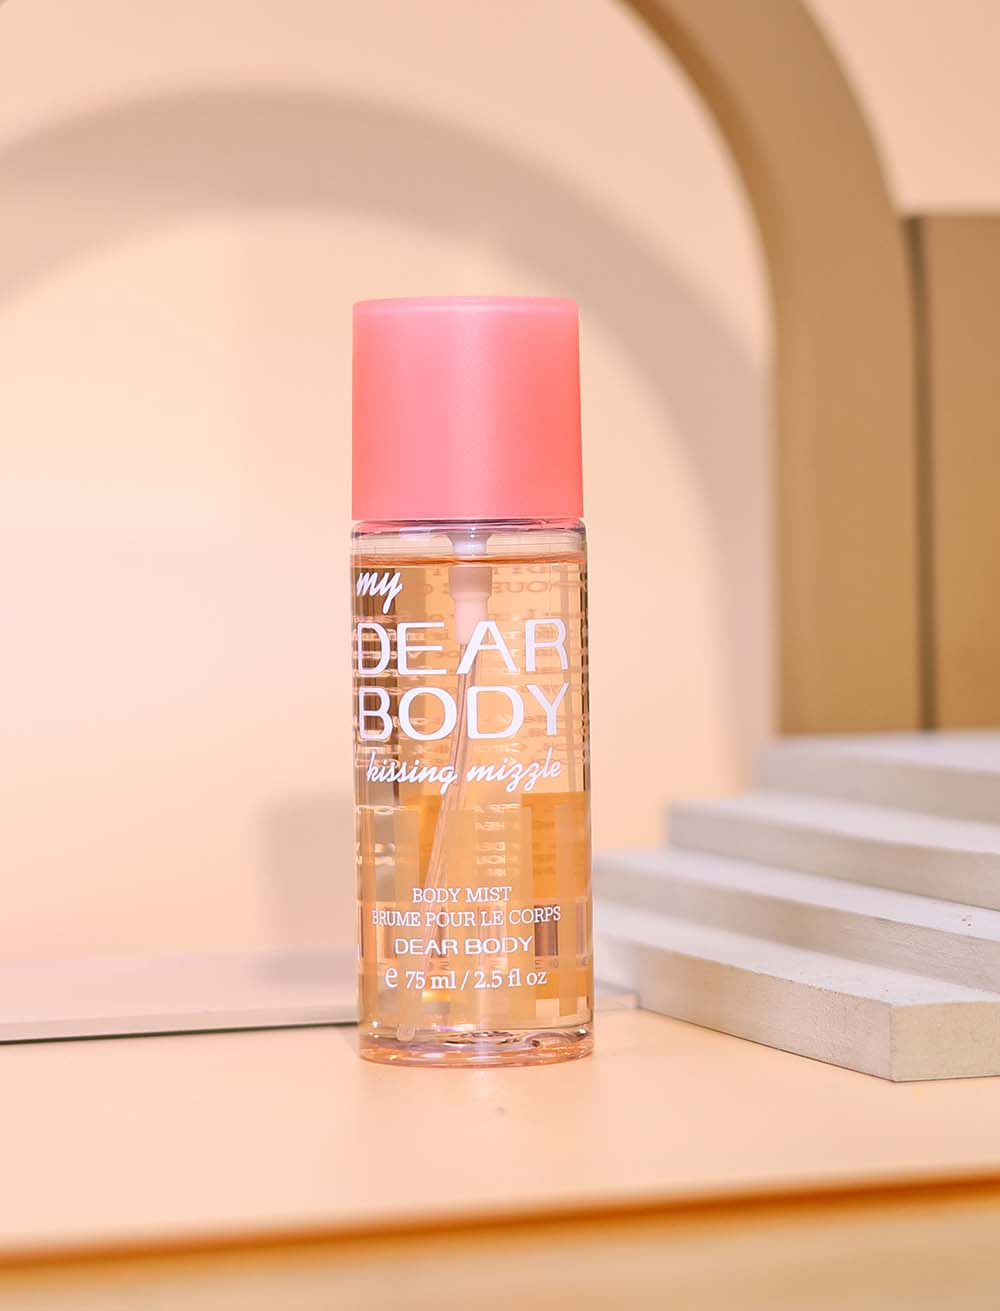 my
DEAR
BODY
kissing mizzle
BODY MIST
BRUME POUR LE CORPS
DEAR BODY
℮ 75 ml / 2.5 fl oz